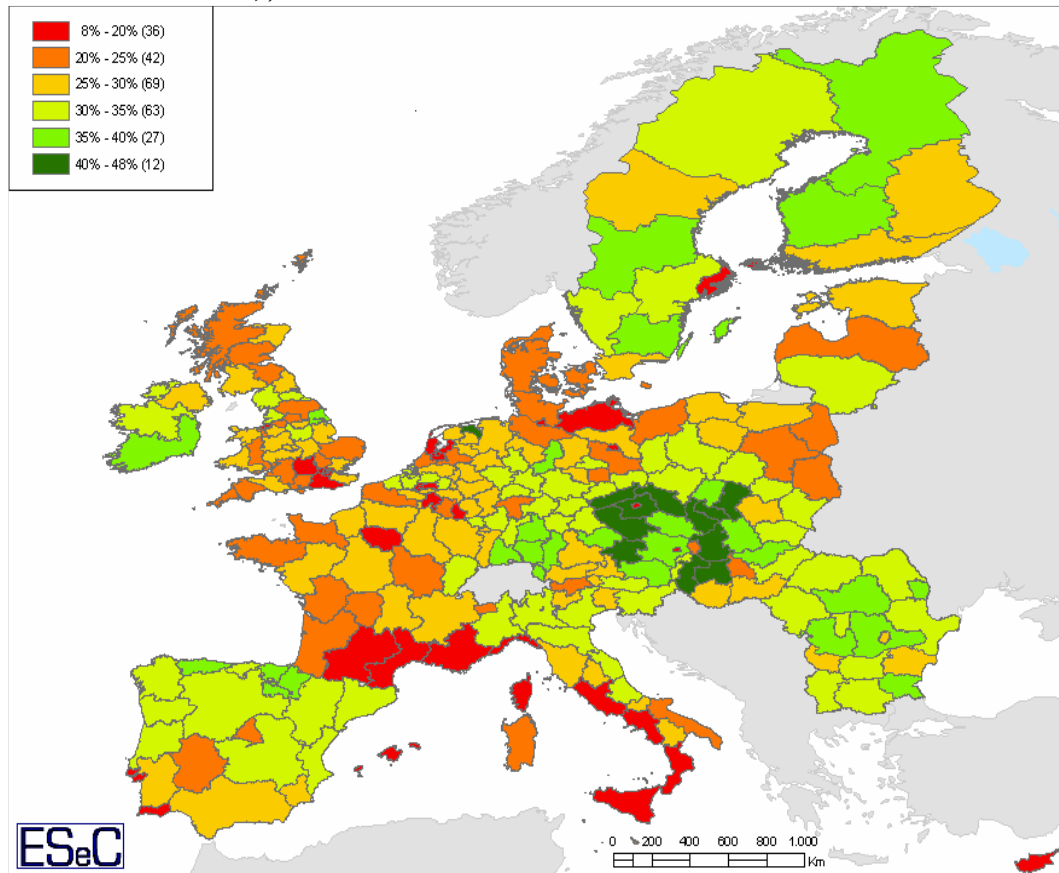 8% - 20% (36)
20% - 25% (42)
25% - 30% (69)
30% - 35% (63)
35% - 40% (27)
40% - 48% (12)
ESeC
0 200 400 600 800 1.000
Km